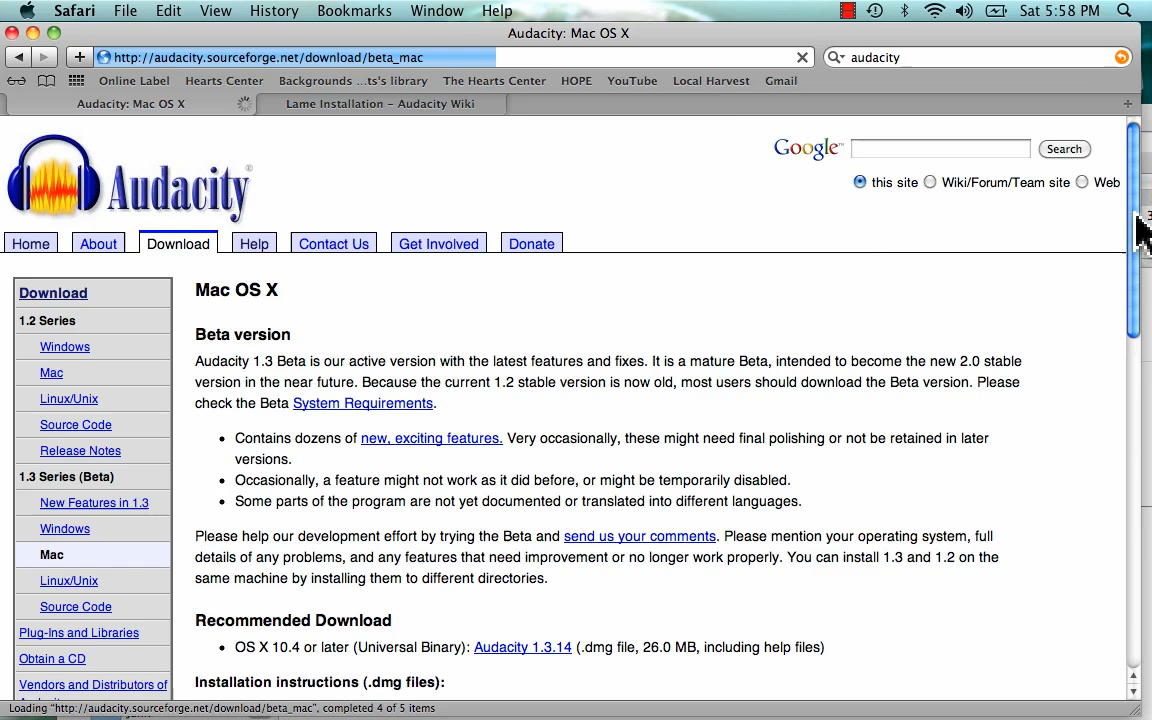 Safari File Edit View History Bookmarks Window Help Sat 5:58 PM
Audacity: Mac OS X
http://audacity.sourceforge.net/download/beta_mac audacity
Online Label Hearts Center Backgrounds ...ts's library The Hearts Center HOPE YouTube Local Harvest Gmail
Audacity: Mac OS X Lame Installation – Audacity Wiki
Audacity®
Google™ Search
this site Wiki/Forum/Team site Web
Home About Download Help Contact Us Get Involved Donate
Download
1.2 Series
Windows
Mac
Linux/Unix
Source Code
Release Notes
1.3 Series (Beta)
New Features in 1.3
Windows
Mac
Linux/Unix
Source Code
Plug-Ins and Libraries
Obtain a CD
Vendors and Distributors of
Mac OS X
Beta version
Audacity 1.3 Beta is our active version with the latest features and fixes. It is a mature Beta, intended to become the new 2.0 stable
version in the near future. Because the current 1.2 stable version is now old, most users should download the Beta version. Please
check the Beta System Requirements.
• Contains dozens of new, exciting features. Very occasionally, these might need final polishing or not be retained in later
versions.
• Occasionally, a feature might not work as it did before, or might be temporarily disabled.
• Some parts of the program are not yet documented or translated into different languages.
Please help our development effort by trying the Beta and send us your comments. Please mention your operating system, full
details of any problems, and any features that need improvement or no longer work properly. You can install 1.3 and 1.2 on the
same machine by installing them to different directories.
Recommended Download
• OS X 10.4 or later (Universal Binary): Audacity 1.3.14 (.dmg file, 26.0 MB, including help files)
Installation instructions (.dmg files):
Loading "http://audacity.sourceforge.net/download/beta_mac", completed 4 of 5 items